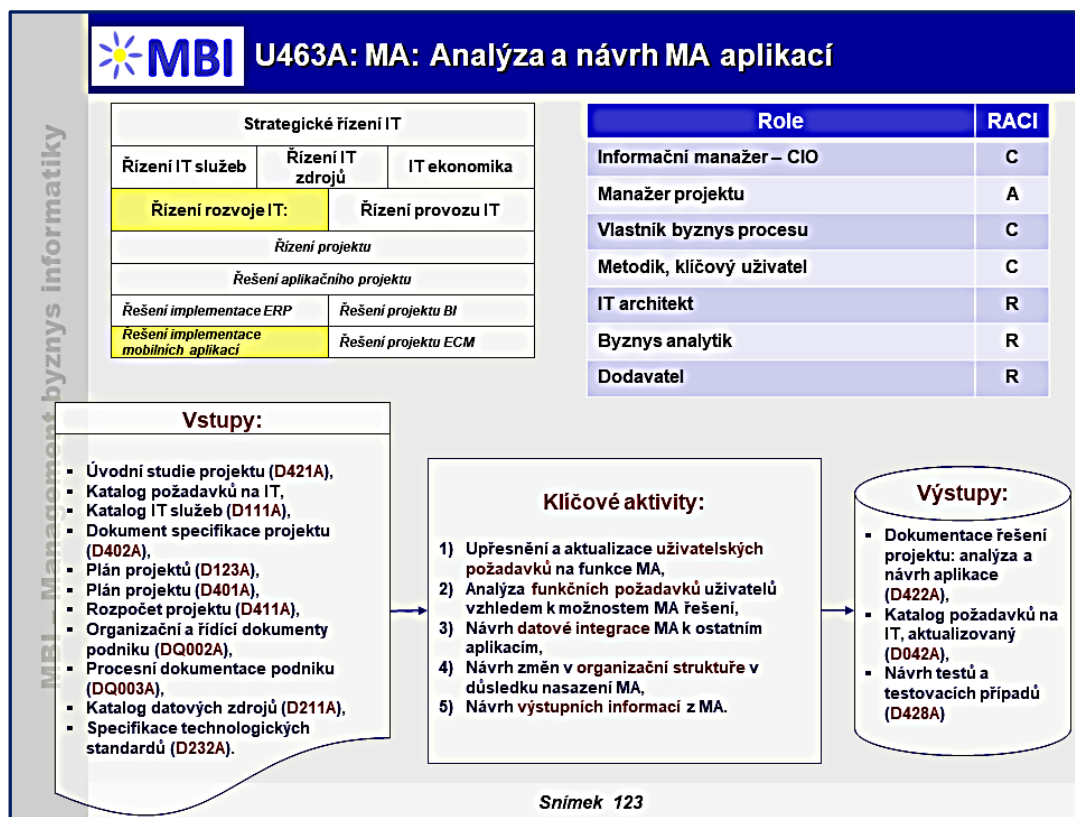 MBI
U463A: MA: Analýza a návrh MA aplikací
MBI – Management byznys informatiky
Strategické řízení IT
Řízení IT služeb
Řízení IT
zdrojů
IT ekonomika
Řízení rozvoje IT:
Řízení provozu IT
Řízení projektu
Řešení aplikačního projektu
Řešení implementace ERP
Řešení projektu BI
Řešení implementace
mobilních aplikací
Řešení projektu ECM
Role RACI
Informační manažer – CIO C
Manažer projektu A
Vlastník byznys procesu C
Metodik, klíčový uživatel C
IT architekt R
Byznys analytik R
Dodavatel R
Vstupy:
▪ Úvodní studie projektu (D421A),
▪ Katalog požadavků na IT,
▪ Katalog IT služeb (D111A),
▪ Dokument specifikace projektu
(D402A),
▪ Plán projektů (D123A),
▪ Plán projektu (D401A),
▪ Rozpočet projektu (D411A),
▪ Organizační a řídící dokumenty
podniku (DQ002A),
▪ Procesní dokumentace podniku
(DQ003A),
▪ Katalog datových zdrojů (D211A),
▪ Specifikace technologických
standardů (D232A).
Klíčové aktivity:
1) Upřesnění a aktualizace uživatelských
požadavků na funkce MA,
2) Analýza funkčních požadavků uživatelů
vzhledem k možnostem MA řešení,
3) Návrh datové integrace MA k ostatním
aplikacím,
4) Návrh změn v organizační struktuře v
důsledku nasazení MA,
5) Návrh výstupních informací z MA.
Výstupy:
▪ Dokumentace řešení
projektu: analýza a
návrh aplikace
(D422A),
▪ Katalog požadavků na
IT, aktualizovaný
(D042A),
▪ Návrh testů a
testovacích případů
(D428A)
Snímek 123